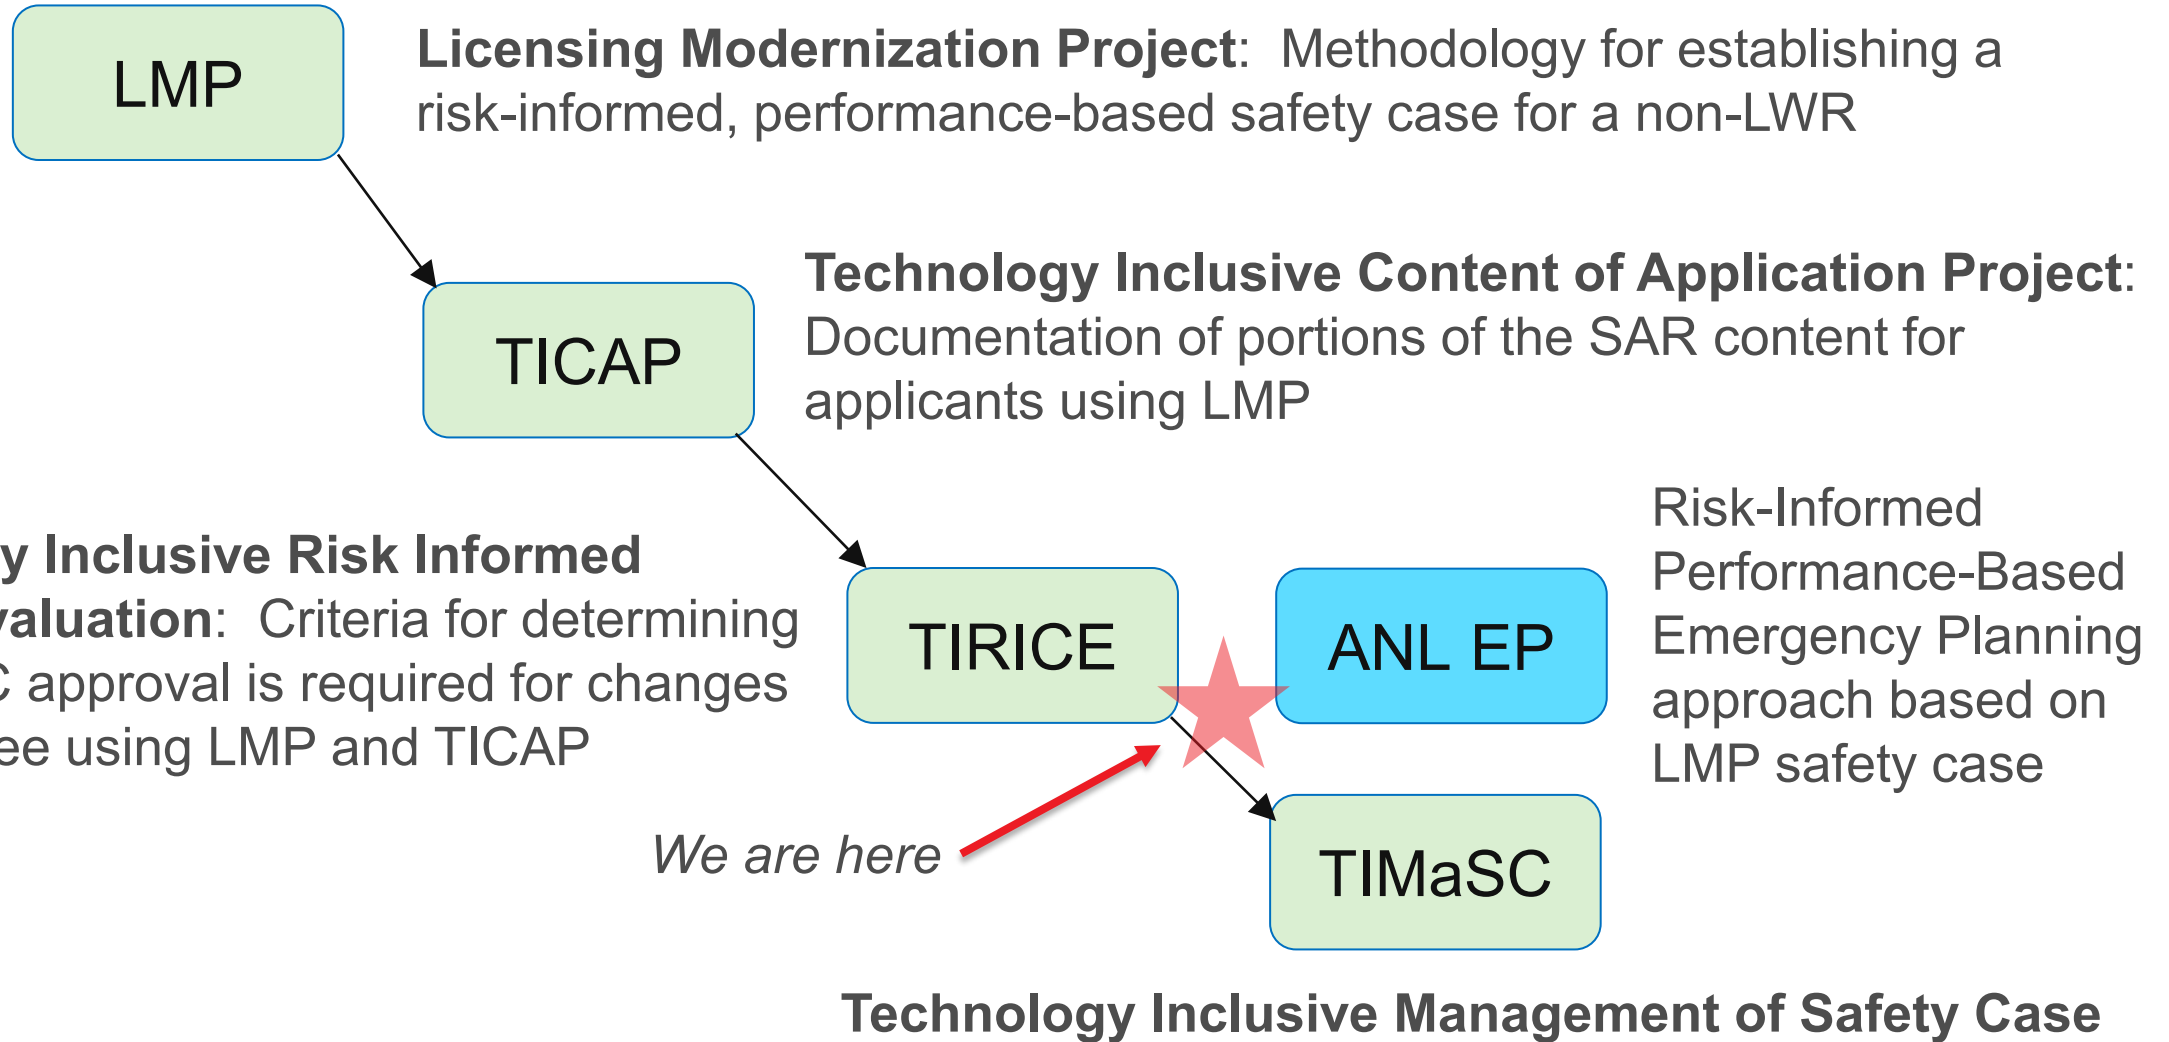 LMP
Licensing Modernization Project: Methodology for establishing a
risk-informed, performance-based safety case for a non-LWR
TICAP
Technology Inclusive Content of Application Project:
Documentation of portions of the SAR content for
applicants using LMP
y Inclusive Risk Informed
valuation: Criteria for determining
C approval is required for changes
ee using LMP and TICAP
TIRICE
ANL EP
Risk-Informed
Performance-Based
Emergency Planning
approach based on
LMP safety case
We are here
TIMaSC
Technology Inclusive Management of Safety Case